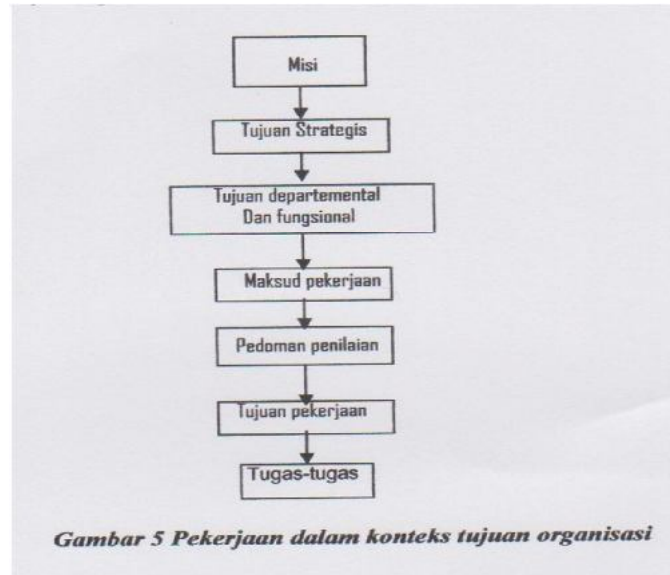 Misi
Tujuan Strategis
Tujuan departemental
Dan fungsional
Maksud pekerjaan
Pedoman penilaian
Tujuan pekerjaan
Tugas-tugas
Gambar 5 Pekerjaan dalam konteks tujuan organisasi